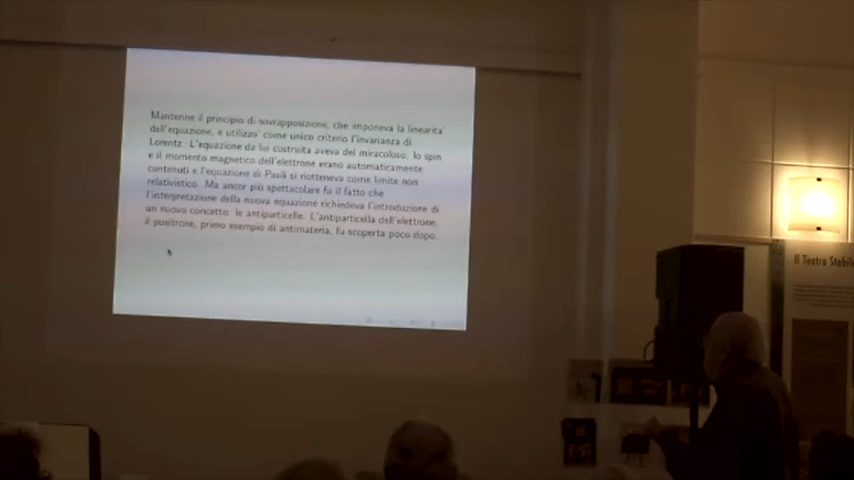 Mantenne il principio di sovrapposizione, che imponeva la linearita'
dell'equazione, e utilizzo' come unico criterio l'invarianza di
Lorentz. L'equazione da lui costruita aveva del miracoloso: lo spin
e il momento magnetico dell'elettrone erano automaticamente
contenuti e l'equazione di Pauli si riotteneva come limite non
relativistico. Ma ancor più spettacolare fu il fatto che
l'interpretazione della nuova equazione richiedeva l'introduzione di
un nuovo concetto: le antiparticelle. L'antiparticella dell'elettrone,
il positrone, primo esempio di antimateria, fu scoperta poco dopo.
Il Teatro Stabil